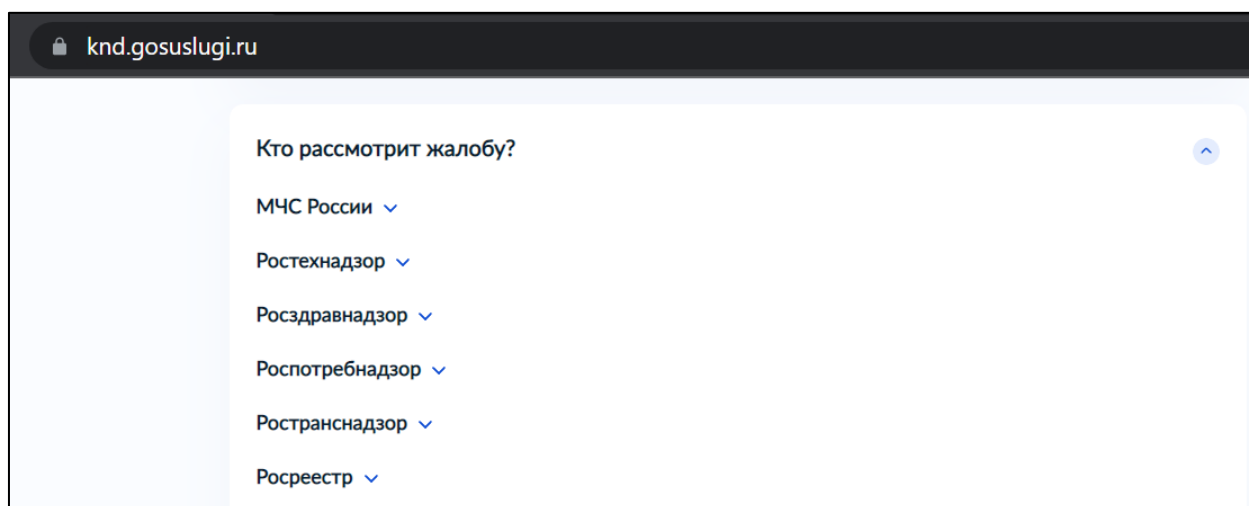 knd.gosuslugi.ru
Кто рассмотрит жалобу?
МЧС России
Ростехнадзор
Росздравнадзор
Роспотребнадзор
Ространснадзор
Росреестр